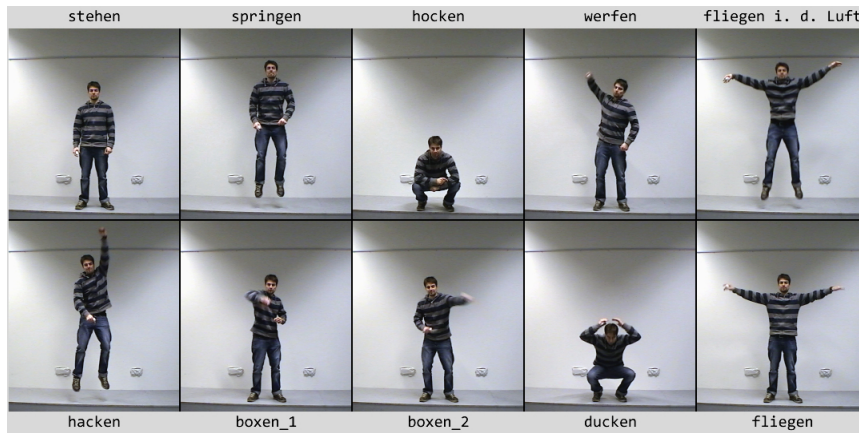 stehen springen hocken werfen fliegen i. d. Luft
hacken boxen_1 boxen_2 ducken fliegen